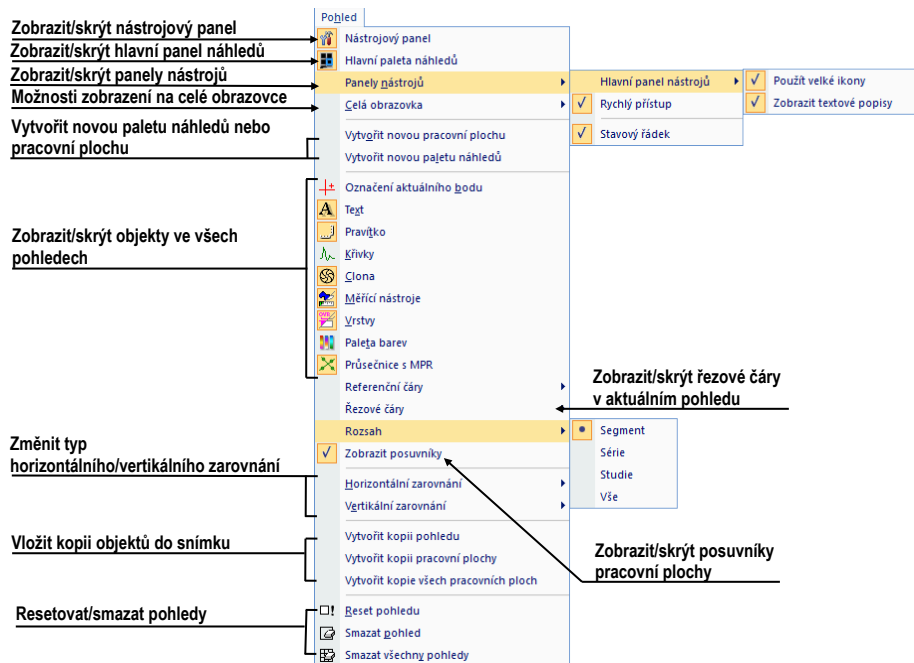 Pohled
Zobrazit/skrýt nástrojový panel
Nástrojový panel
Zobrazit/skrýt hlavní panel náhledů
Hlavní paleta náhledů
Zobrazit/skrýt panely nástrojů
Panely nástrojů
Hlavní panel nástrojů
Použít velké ikony
Možnosti zobrazení na celé obrazovce
Celá obrazovka
Rychlý přístup
Zobrazit textové popisy
Stavový řádek
Vytvořit novou paletu náhledů nebo
pracovní plochu
Vytvořit novou pracovní plochu
Vytvořit novou paletu náhledů
Označení aktuálního bodu
Text
Pravítko
Zobrazit/skrýt objekty ve všech
pohledech
Křivky
Clona
Měřící nástroje
Vrstvy
Paleta barev
Průsečnice s MPR
Referenční čáry
Řezové čáry
Zobrazit/skrýt řezové čáry
v aktuálním pohledu
Rozsah
Segment
Série
Studie
Vše
Zobrazit posuvníky
Změnit typ
horizontálního/vertikálního zarovnání
Horizontální zarovnání
Vertikální zarovnání
Vložit kopii objektů do snímku
Vytvořit kopii pohledu
Vytvořit kopii pracovní plochy
Vytvořit kopie všech pracovních ploch
Zobrazit/skrýt posuvníky
pracovní plochy
Resetovat/smazat pohledy
Reset pohledu
Smazat pohled
Smazat všechny pohledy